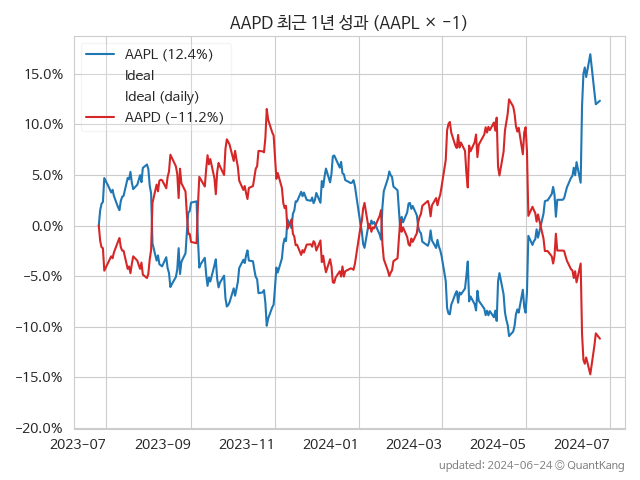 AAPD 최근 1년 성과 (AAPL × −1)
AAPL (12.4%)
Ideal
Ideal (daily)
AAPD (−11.2%)
15.0%
10.0%
5.0%
0.0%
−5.0%
−10.0%
−15.0%
−20.0%
2023-07 2023-09 2023-11 2024-01 2024-03 2024-05 2024-07
updated: 2024-06-24 © QuantKang